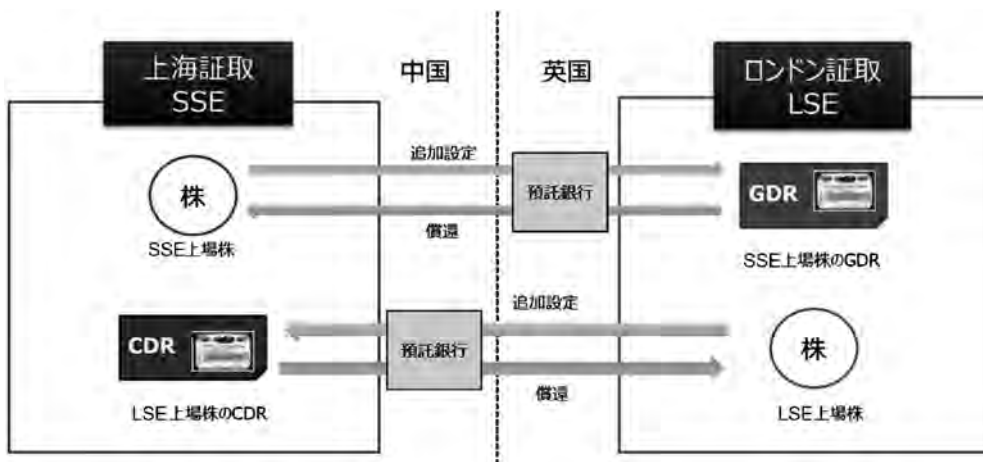 上海証取
SSE
中国
英国
ロンドン証取
LSE
追加設定
株
預託銀行
GDR
償還
SSE上場株
SSE上場株のGDR
追加設定
CDR
預託銀行
株
償還
LSE上場株のCDR
LSE上場株